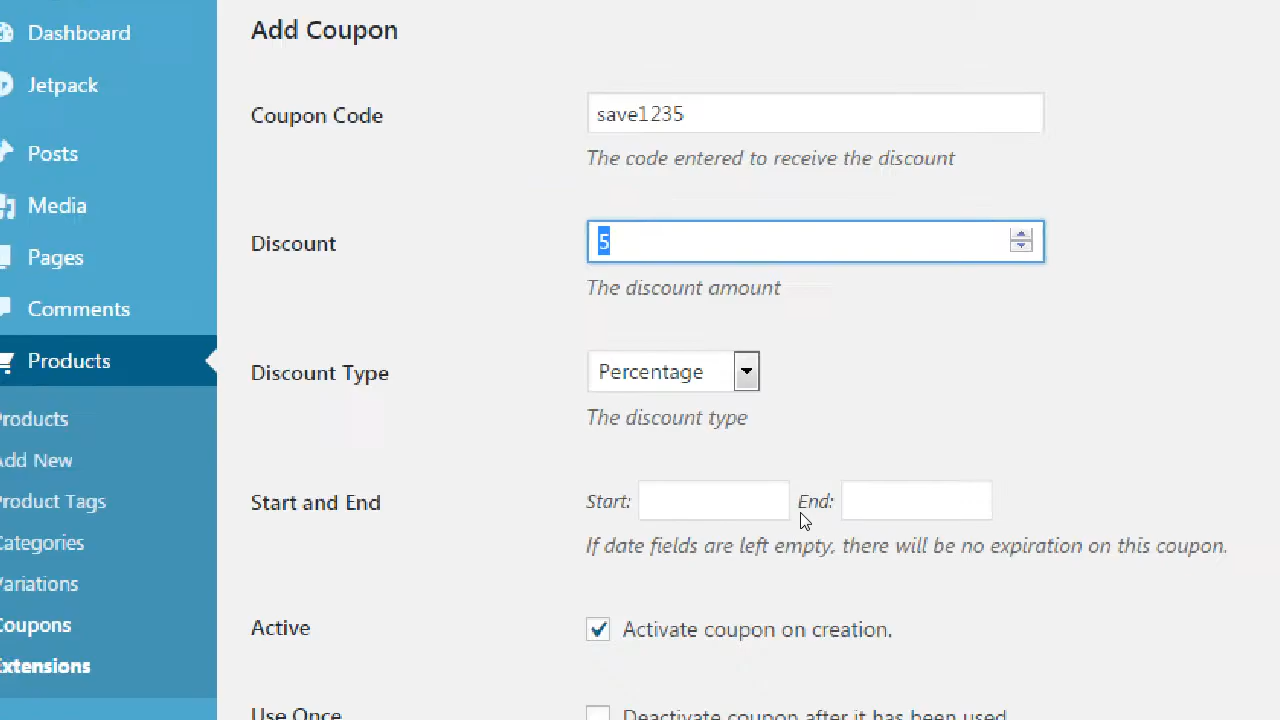 Dashboard
Jetpack
Posts
Media
Pages
Comments
Products
Products
Add New
Product Tags
Categories
Variations
Coupons
Extensions
Add Coupon
Coupon Code
save1235
The code entered to receive the discount
Discount
5
The discount amount
Discount Type
Percentage
The discount type
Start and End
Start:
End:
If date fields are left empty, there will be no expiration on this coupon.
Active
Activate coupon on creation.
Use Once
Deactivate coupon after it has been used